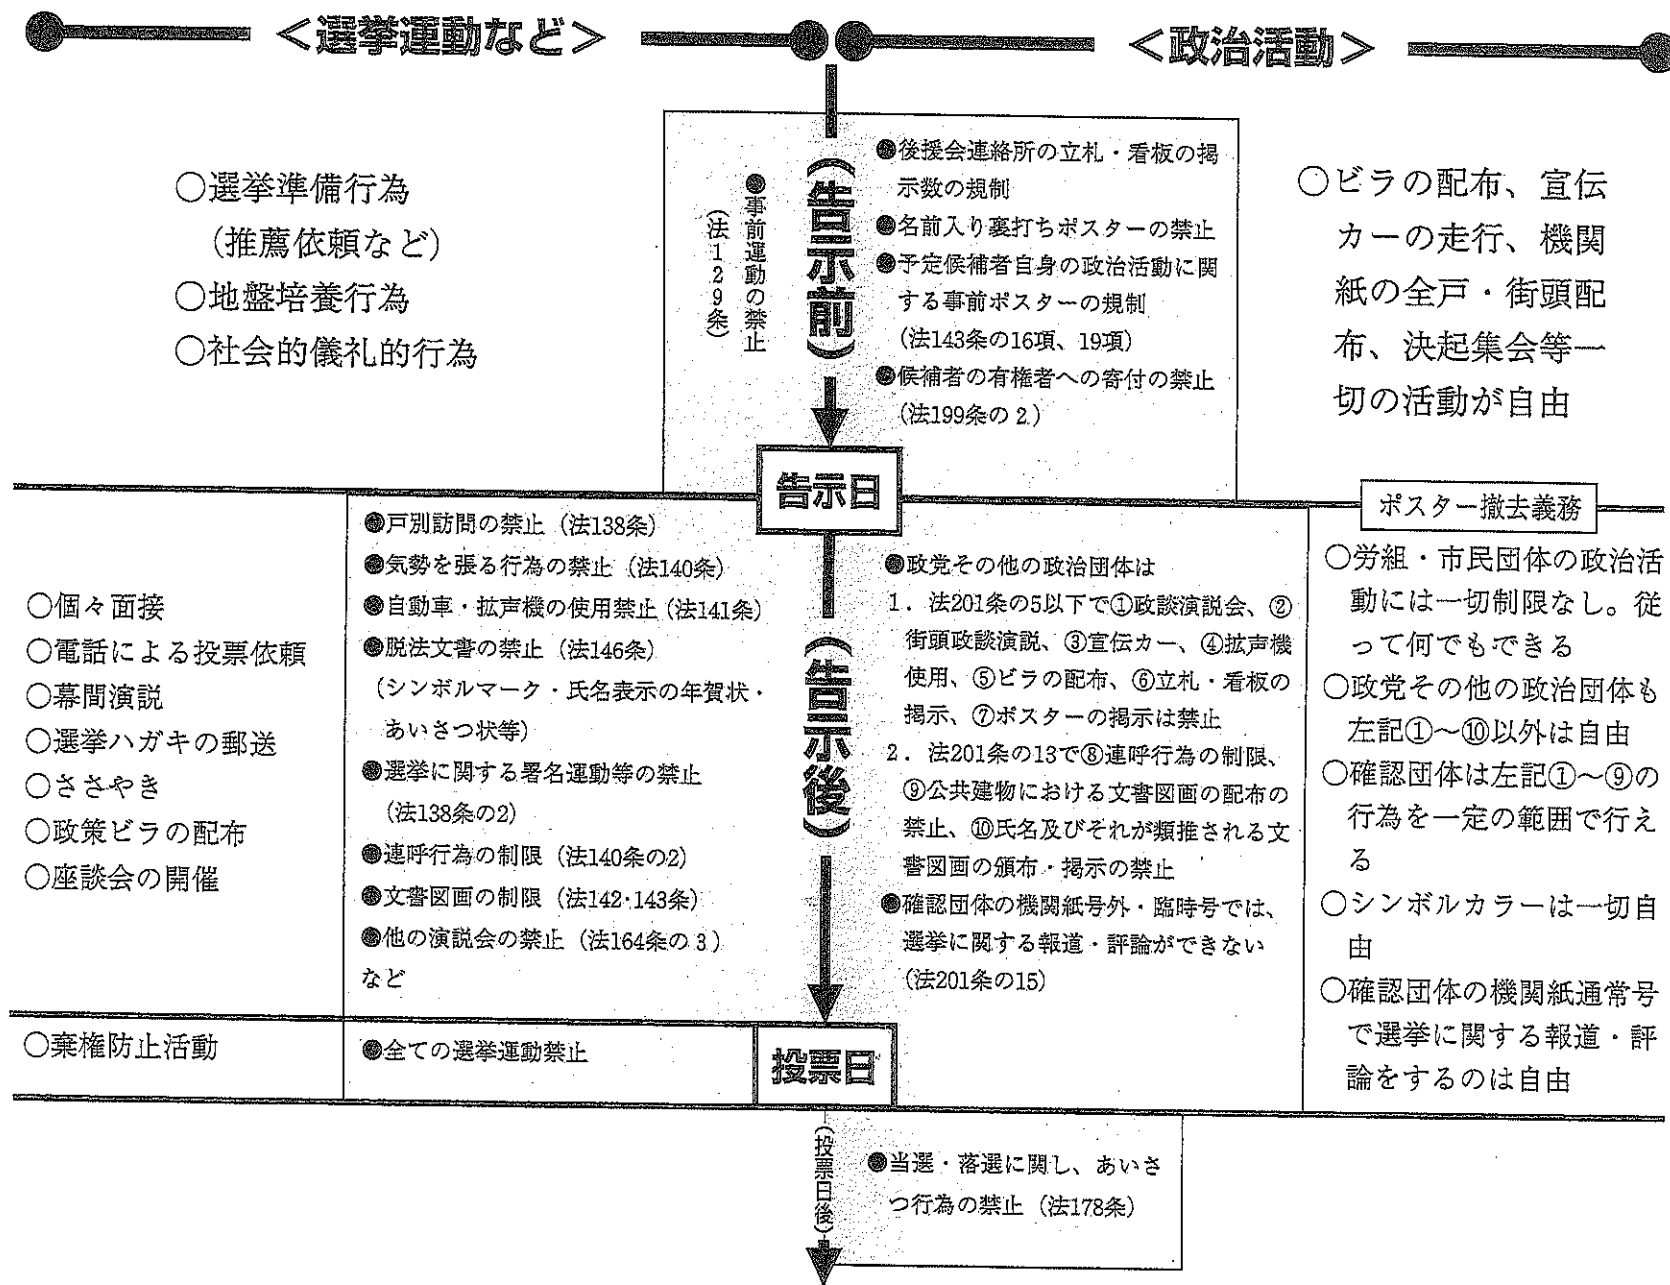 <選挙運動など>
<政治活動>
○選挙準備行為
(推薦依頼など)
○地盤培養行為
○社会的儀礼的行為
●事前運動の禁止
(法129条)
(告示前)
●後援会連絡所の立札・看板の掲
示数の規制
●名前入り裏打ちポスターの禁止
●予定候補者自身の政治活動に関
する事前ポスターの規制
(法143条の16項、19項)
●候補者の有権者への寄付の禁止
(法199条の2)
○ビラの配布、宣伝
カーの走行、機関
紙の全戸・街頭配
布、決起集会等一
切の活動が自由
告示日
ポスター撤去義務
○個々面接
○電話による投票依頼
○幕間演説
○選挙ハガキの郵送
○ささやき
○政策ビラの配布
○座談会の開催
●戸別訪問の禁止(法138条)
●気勢を張る行為の禁止(法140条)
●自動車・拡声機の使用禁止(法141条)
●脱法文書の禁止(法146条)
(シンボルマーク・氏名表示の年賀状・
あいさつ状等)
●選挙に関する署名運動等の禁止
(法138条の2)
●連呼行為の制限(法140条の2)
●文書図画の制限(法142・143条)
●他の演説会の禁止(法164条の3)
など
(告示後)
●政党その他の政治団体は
1.法201条の5以下で①政談演説会、②
街頭政談演説、③宣伝カー、④拡声機
使用、⑤ビラの配布、⑥立札・看板の
掲示、⑦ポスターの掲示は禁止
2.法201条の13で⑧連呼行為の制限、
⑨公共建物における文書図画の配布の
禁止、⑩氏名及びそれが類推される文
書図画の頒布・掲示の禁止
●確認団体の機関紙号外・臨時号では、
選挙に関する報道・評論ができない
(法201条の15)
○労組・市民団体の政治活
動には一切制限なし。従
って何でもできる
○政党その他の政治団体も
左記①~⑩以外は自由
○確認団体は左記①~⑨の
行為を一定の範囲で行え
る
○シンボルカラーは一切自
由
○確認団体の機関紙通常号
で選挙に関する報道・評
論をするのは自由
○棄権防止活動
●全ての選挙運動禁止
投票日
(投票日後)
●当選・落選に関し、あいさ
つ行為の禁止(法178条)